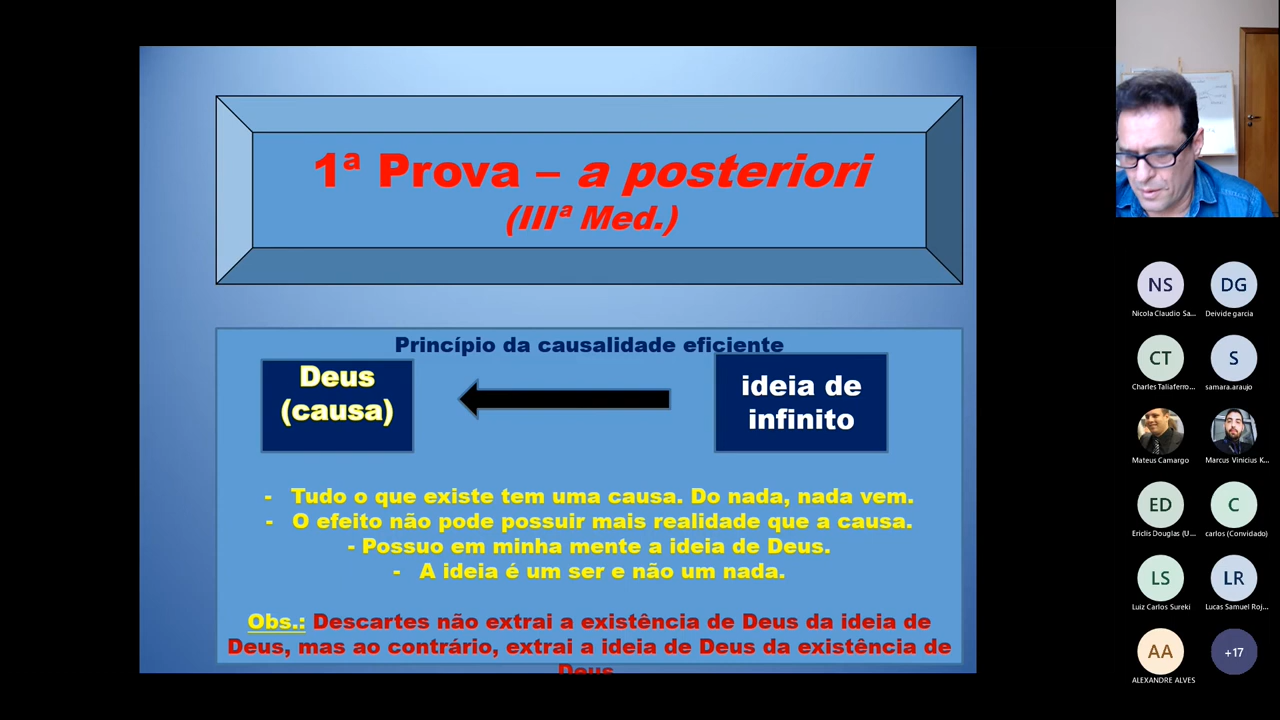 1ª Prova – a posteriori
(IIIª Med.)
Princípio da causalidade eficiente
Deus
(causa)
ideia de
infinito
- Tudo o que existe tem uma causa. Do nada, nada vem.
- O efeito não pode possuir mais realidade que a causa.
- Possuo em minha mente a ideia de Deus.
- A ideia é um ser e não um nada.
Obs.: Descartes não extrai a existência de Deus da ideia de
Deus, mas ao contrário, extrai a ideia de Deus da existência de
Deus
NS
Nicola Claudio Sa...
DG
Deivide garcia
CT
Charles Taliaferro...
S
samara.araujo
Mateus Camargo
Marcus Vinicius K...
ED
Ericlis Douglas (U...
C
carlos (Convidado)
LS
Luiz Carlos Sureki
LR
Lucas Samuel Roj...
AA
ALEXANDRE ALVES
+17